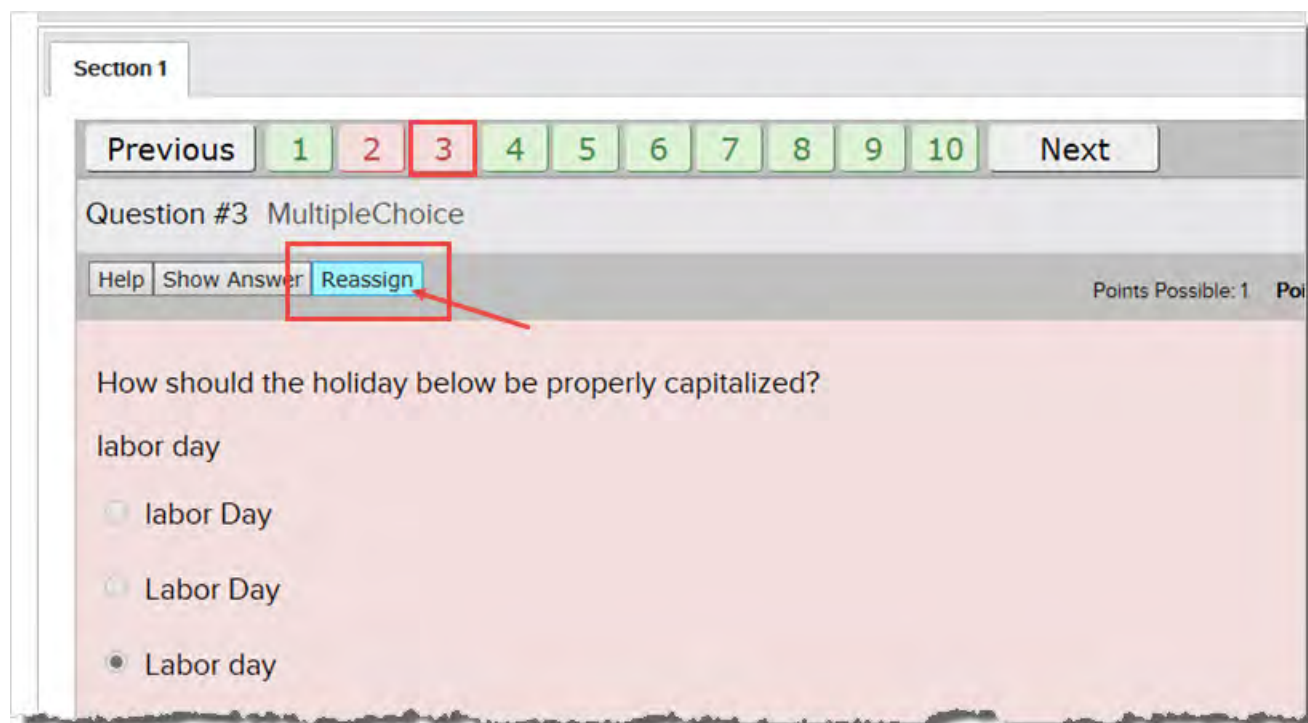 Section 1
Previous 1 2 3 4 5 6 7 8 9 10 Next
Question #3 MultipleChoice
Help Show Answer Reassign Points Possible: 1 Poi
How should the holiday below be properly capitalized?
labor day
labor Day
Labor Day
Labor day